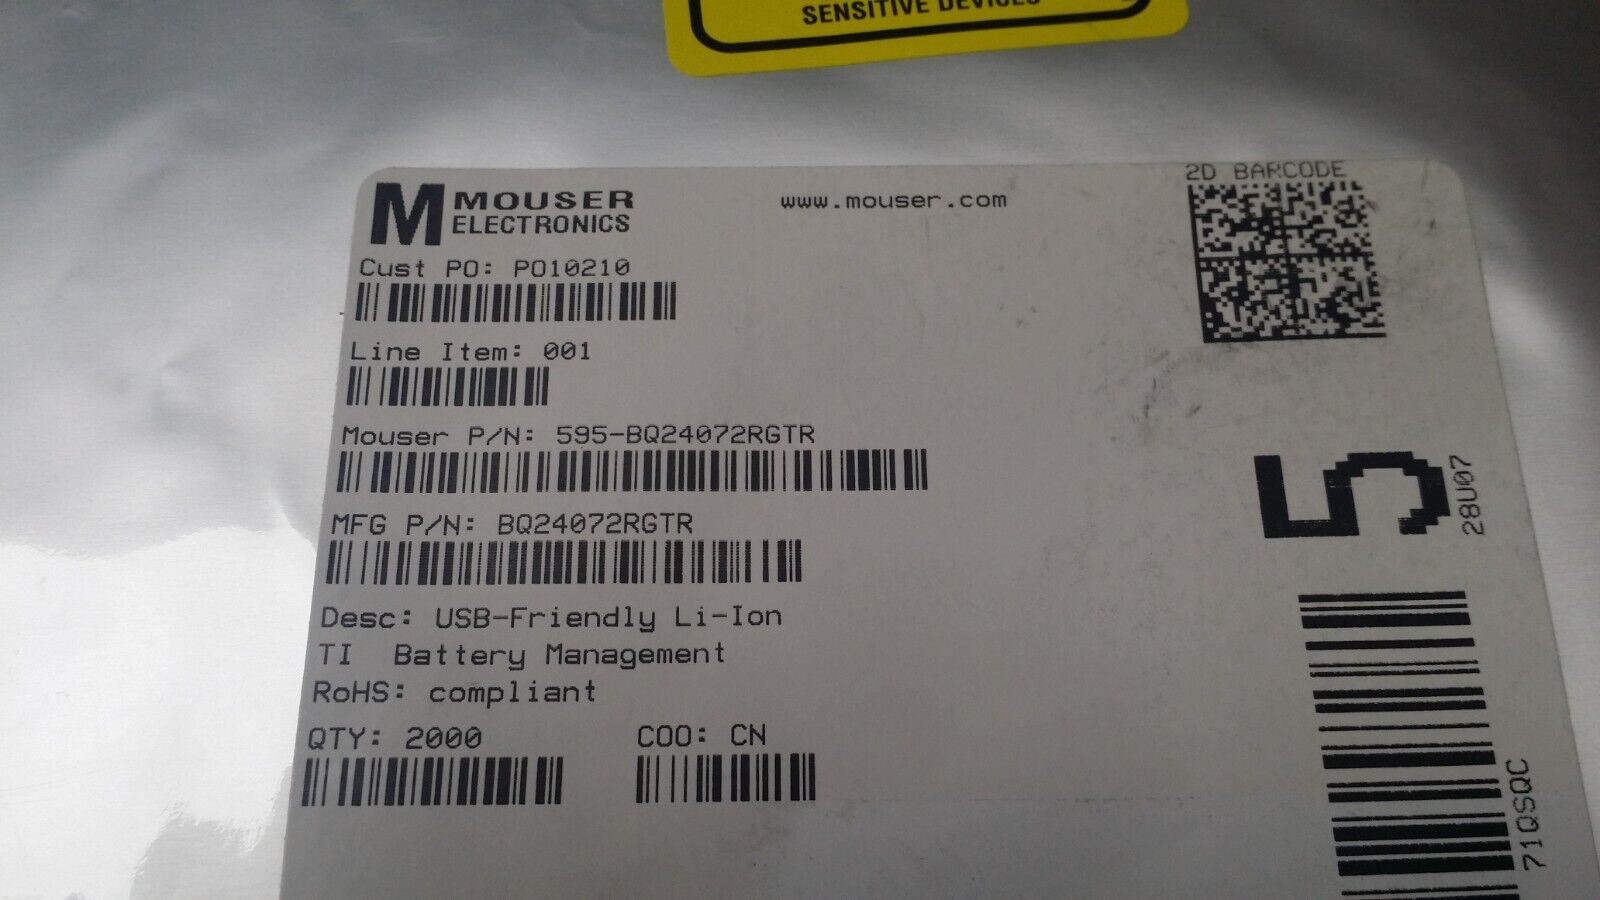 SENSITIVE DEVICES
M MOUSER
ELECTRONICS
www.mouser.com
2D BARCODE
Cust PO: PO10210
Line Item: 001
Mouser P/N: 595-BQ24072RGTR
MFG P/N: BQ24072RGTR
Desc: USB-Friendly Li-Ion
TI Battery Management
RoHS: compliant
QTY: 2000
COO: CN
5
28U07
71QSQC